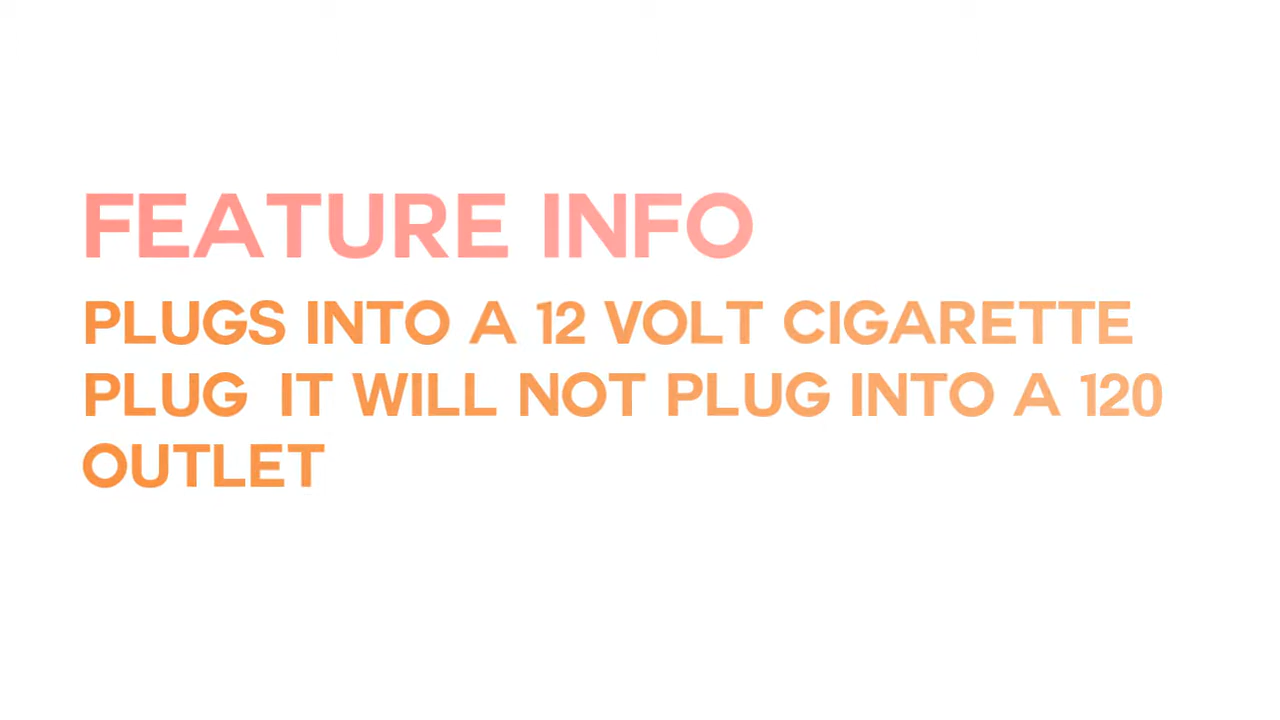 FEATURE INFO
PLUGS INTO A 12 VOLT CIGARETTE
PLUG  IT WILL NOT PLUG INTO A 120
OUTLET